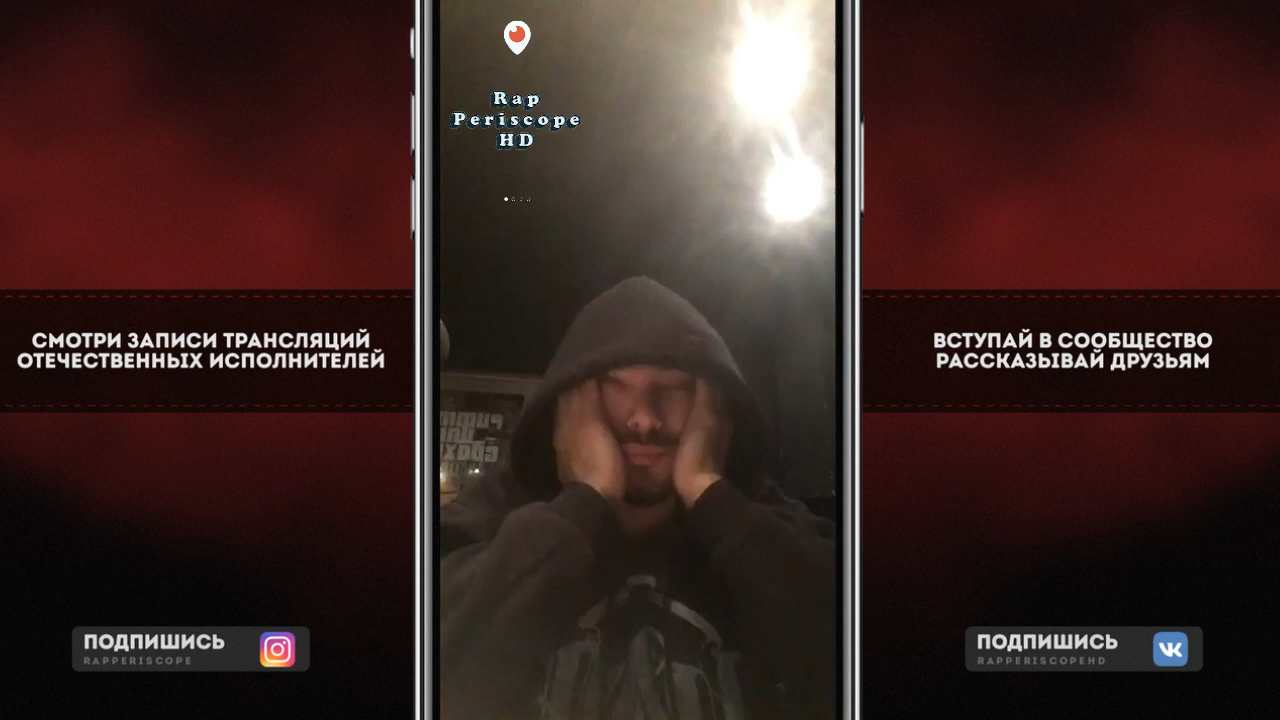 Rap
Periscope
HD
СМОТРИ ЗАПИСИ ТРАНСЛЯЦИЙ
ОТЕЧЕСТВЕННЫХ ИСПОЛНИТЕЛЕЙ
ВСТУПАЙ В СООБЩЕСТВО
РАССКАЗЫВАЙ ДРУЗЬЯМ
ПОДПИШИСЬ
RAPPERISCOPE
ПОДПИШИСЬ
RAPPERISCOPEHD